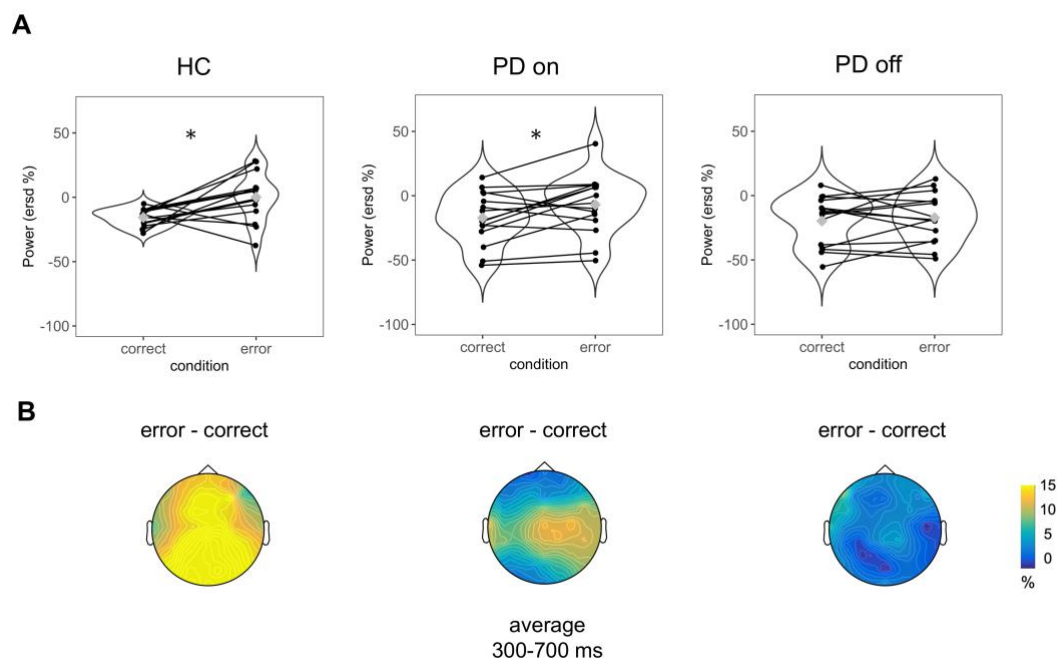 A
HC
PD on
PD off
*
*
Power (ersd %)
50
0
-50
-100
correct
error
condition
Power (ersd %)
50
0
-50
-100
correct
error
condition
Power (ersd %)
50
0
-50
-100
correct
error
condition
B
error - correct
error - correct
error - correct
15
10
5
0
%
average
300-700 ms